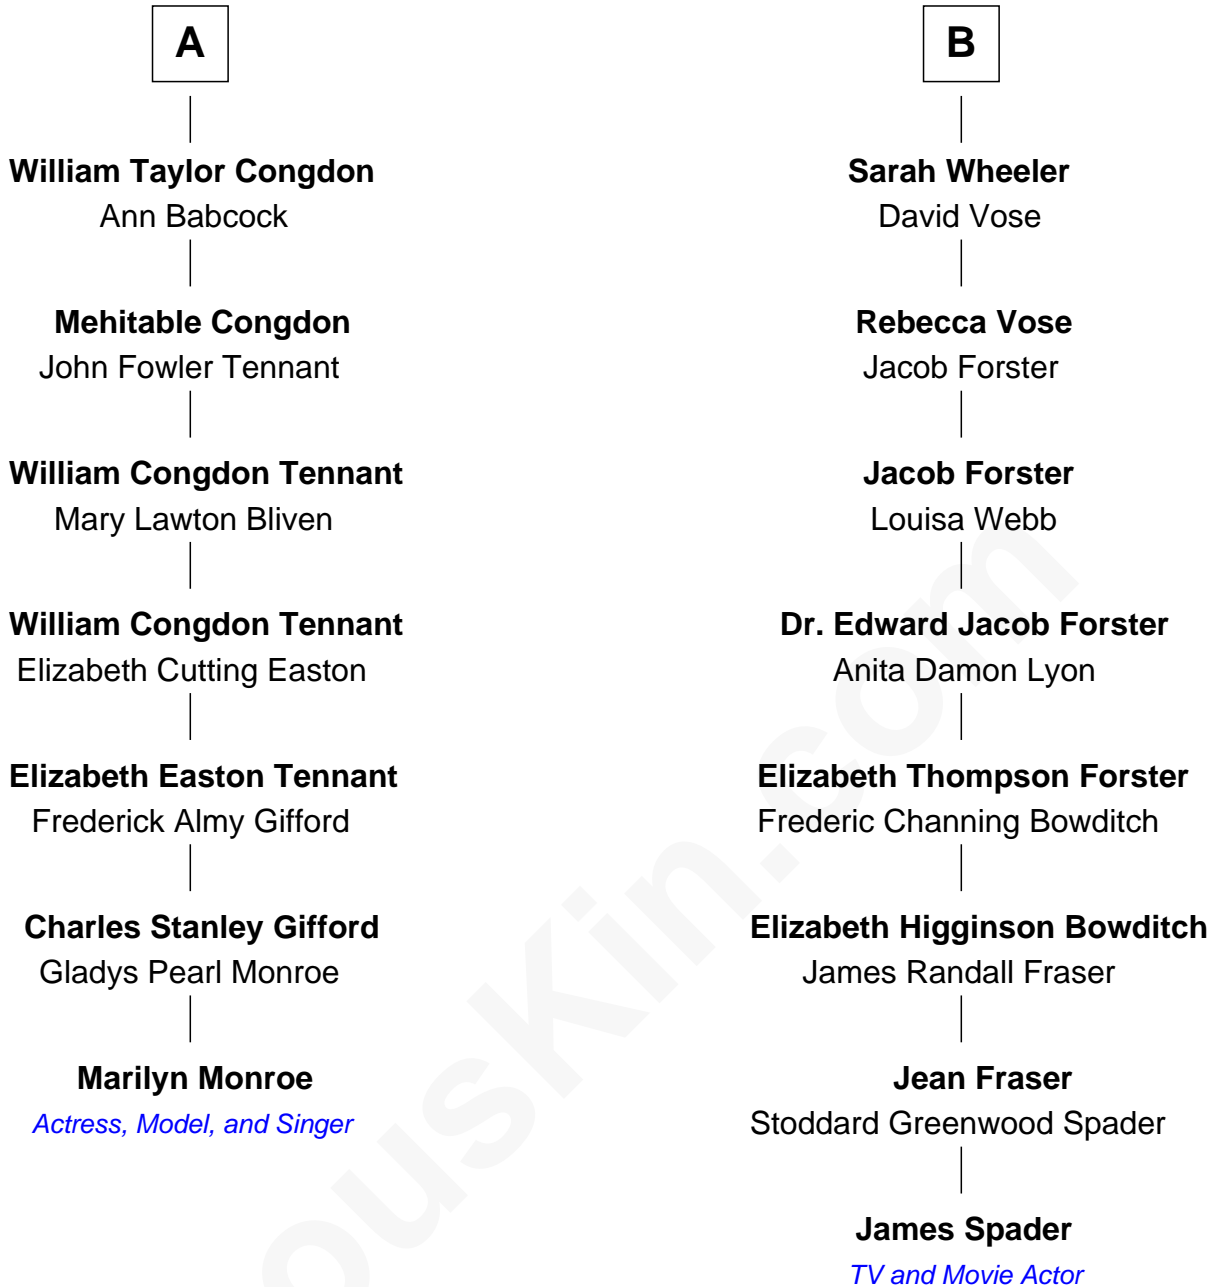 A
William Taylor Congdon
Ann Babcock
Mehitable Congdon
John Fowler Tennant
William Congdon Tennant
Mary Lawton Bliven
William Congdon Tennant
Elizabeth Cutting Easton
Elizabeth Easton Tennant
Frederick Almy Gifford
Charles Stanley Gifford
Gladys Pearl Monroe
Marilyn Monroe
Actress, Model, and Singer
B
Sarah Wheeler
David Vose
Rebecca Vose
Jacob Forster
Jacob Forster
Louisa Webb
Dr. Edward Jacob Forster
Anita Damon Lyon
Elizabeth Thompson Forster
Frederic Channing Bowditch
Elizabeth Higginson Bowditch
James Randall Fraser
Jean Fraser
Stoddard Greenwood Spader
James Spader
TV and Movie Actor
ousKin.com